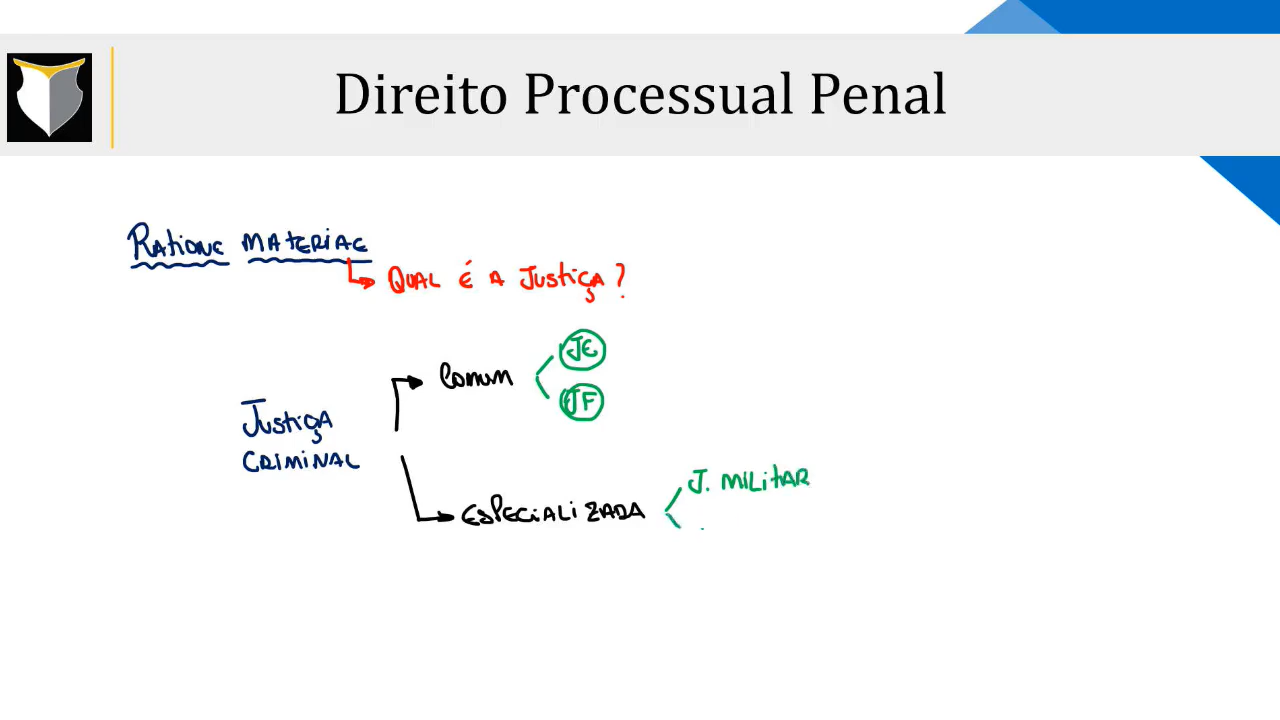 Direito Processual Penal
RATIONE MATERIAE
QUAL É A JUSTIÇA?
JE
COMUM
JF
JUSTIÇA
CRIMINAL
J. MILITAR
ESPECIALIZADA